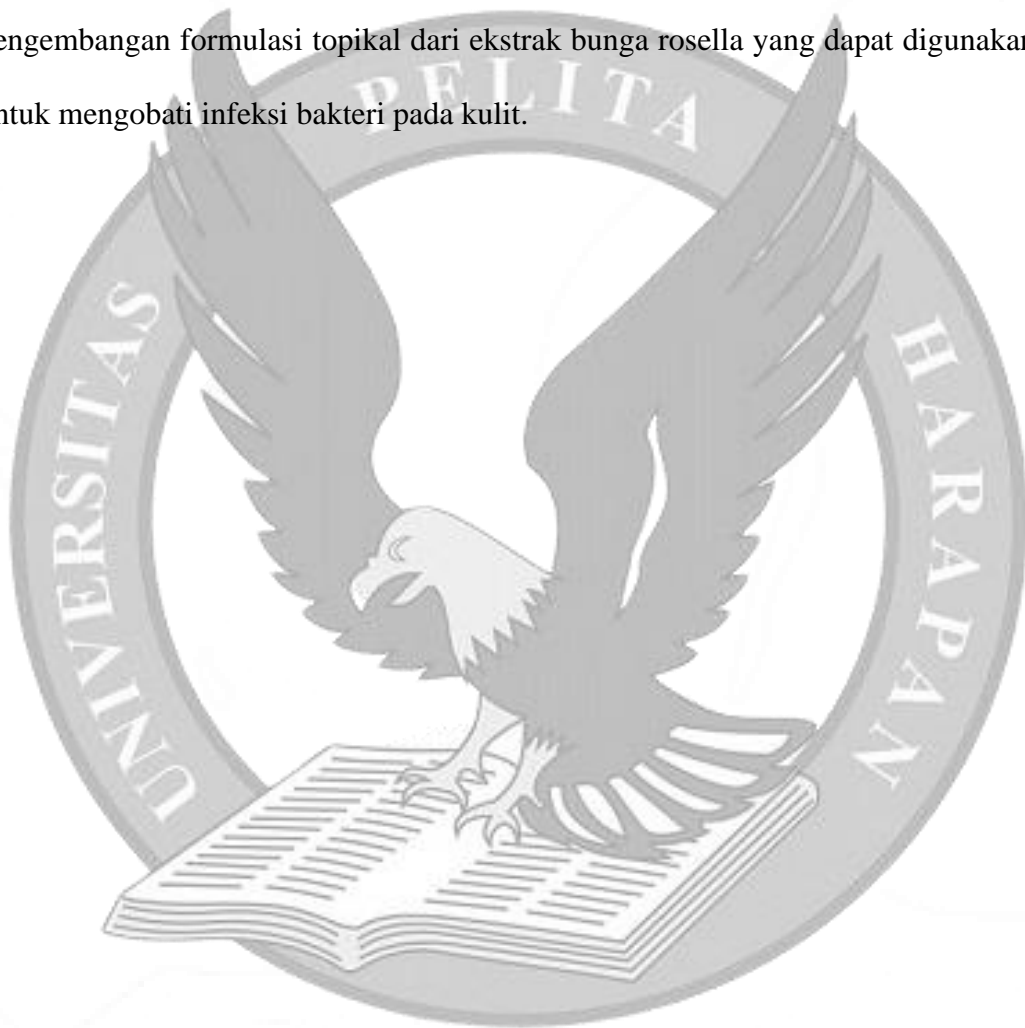 engembangan formulasi topikal dari ekstrak bunga rosella yang dapat digunakan
ntuk mengobati infeksi bakteri pada kulit.
UNIVERSITAS PELITA HARAPAN